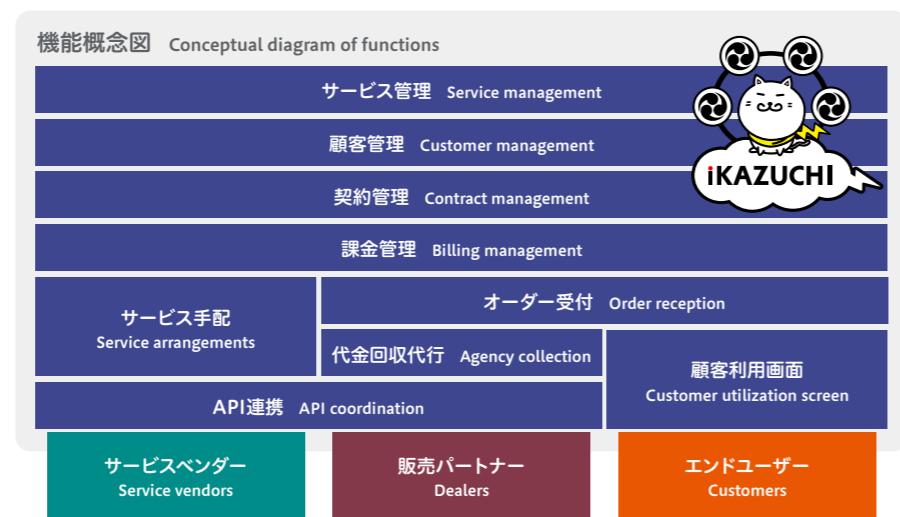 機能概念図 Conceptual diagram of functions
サービス管理 Service management
顧客管理 Customer management
iKAZUCHI
契約管理 Contract management
課金管理 Billing management
サービス手配
Service arrangements
オーダー受付 Order reception
代金回収代行 Agency collection
顧客利用画面
Customer utilization screen
API連携 API coordination
サービスベンダー
Service vendors
販売パートナー
Dealers
エンドユーザー
Customers